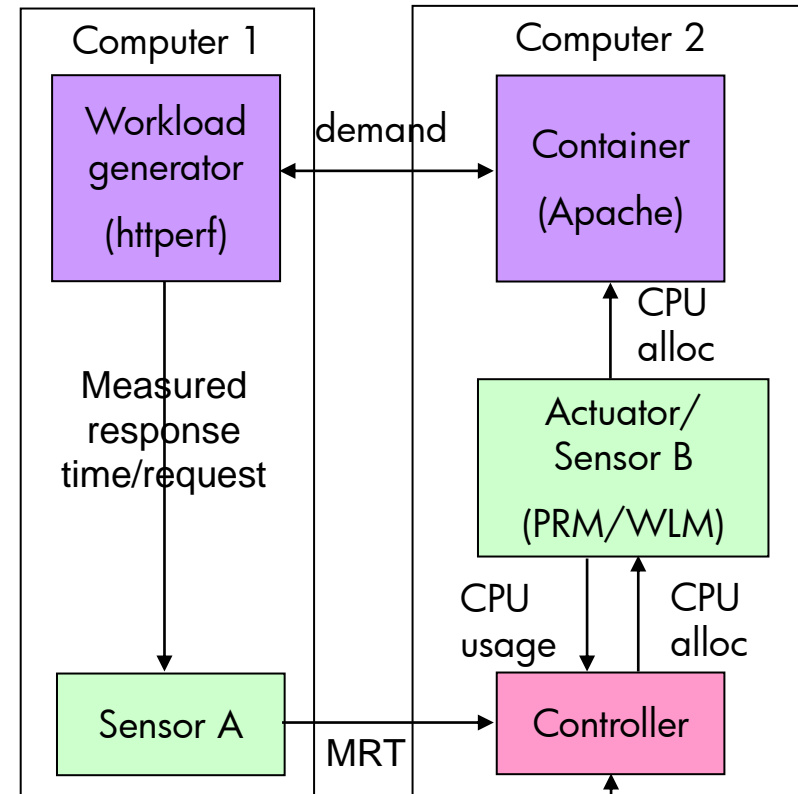 Computer 1
Workload
generator
(httperf)
demand
Measured
response
time/request
Sensor A
MRT
Computer 2
Container
(Apache)
CPU
alloc
Actuator/
Sensor B
(PRM/WLM)
CPU
usage
CPU
alloc
Controller